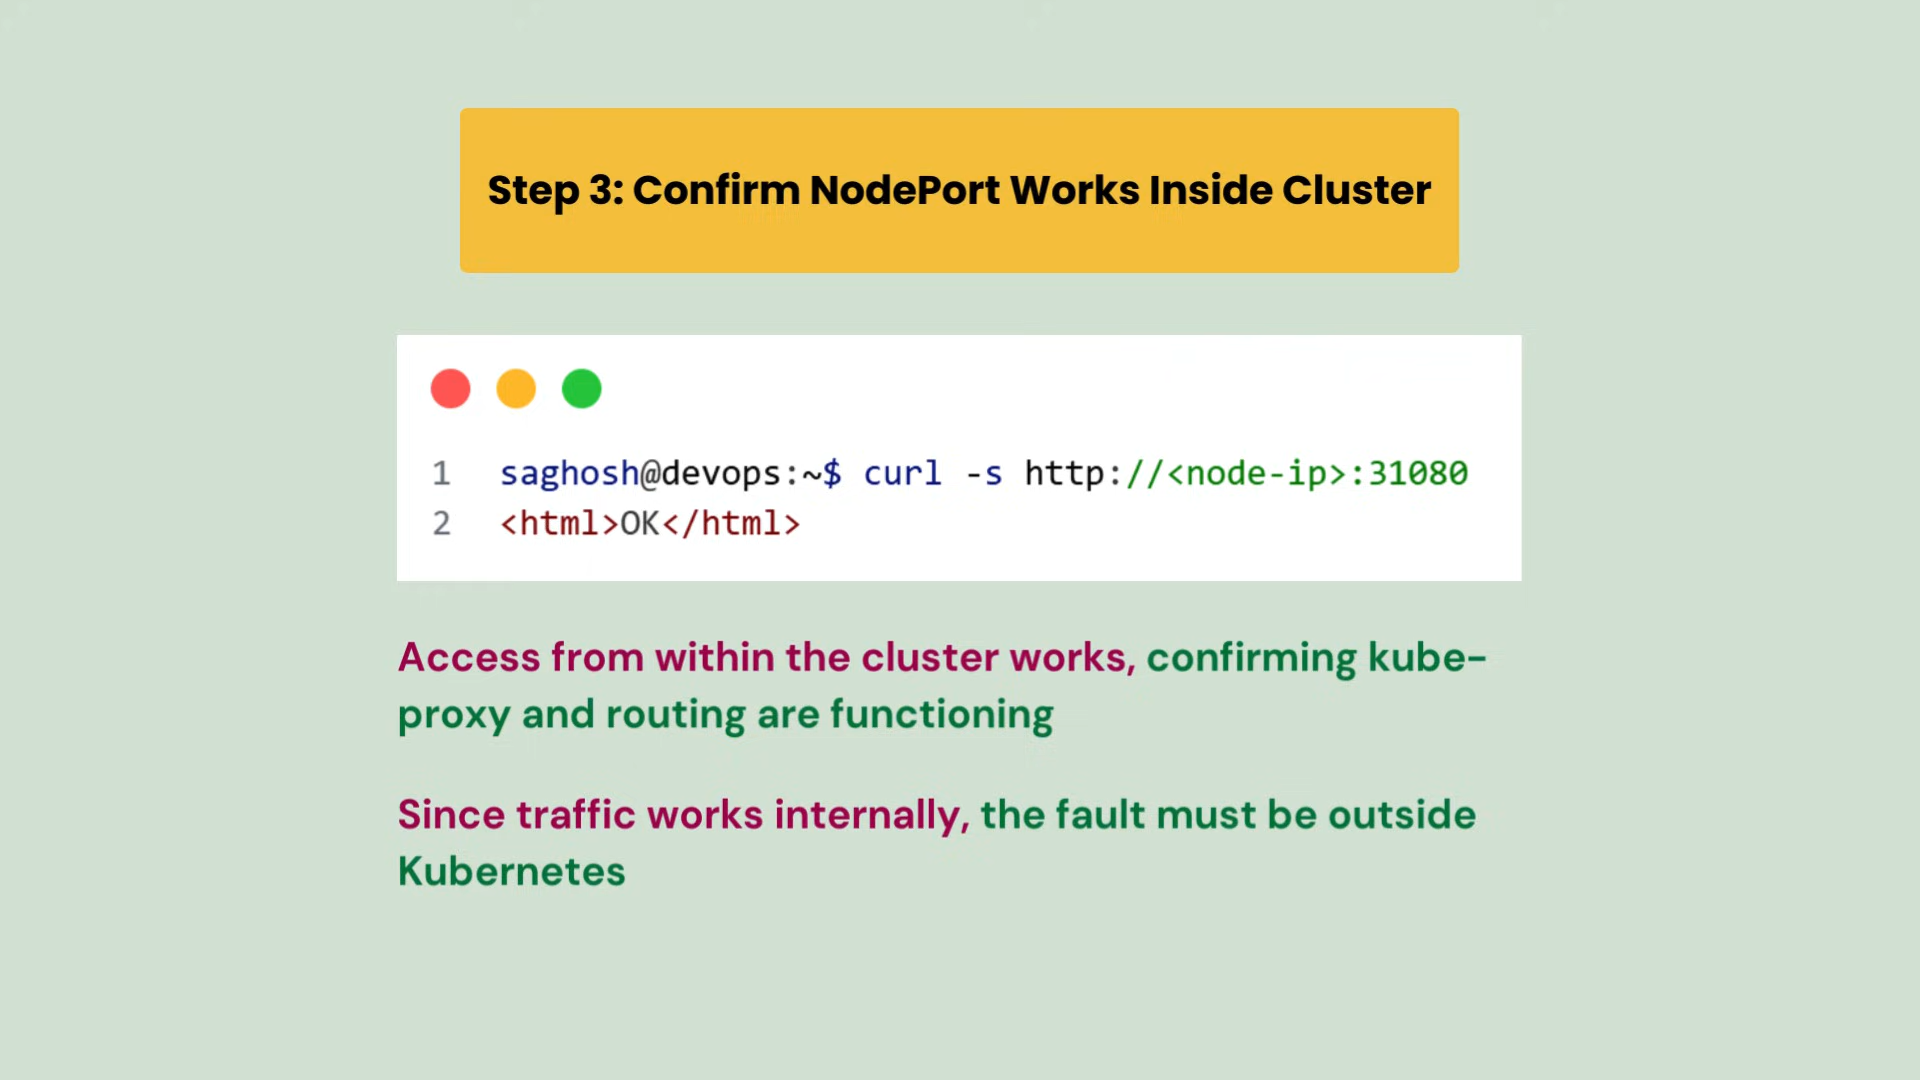 Step 3: Confirm NodePort Works Inside Cluster
1 saghosh@devops:~$ curl -s http://<node-ip>:31080
2 <html>OK</html>
Access from within the cluster works, confirming kube-
proxy and routing are functioning
Since traffic works internally, the fault must be outside
Kubernetes